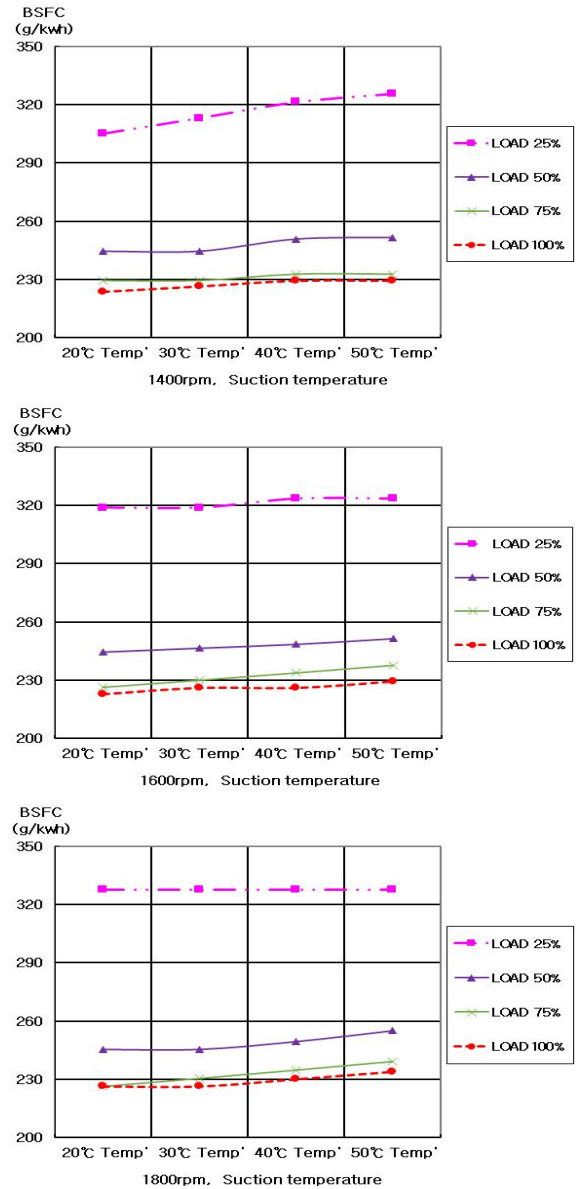 BSFC
(g/kwh)
350
320
290
260
230
200
20℃ Temp'
30℃ Temp'
40℃ Temp'
50℃ Temp'
1400rpm, Suction temperature
LOAD 25%
LOAD 50%
LOAD 75%
LOAD 100%
BSFC
(g/kwh)
350
320
290
260
230
200
20℃ Temp'
30℃ Temp'
40℃ Temp'
50℃ Temp'
1600rpm, Suction temperature
LOAD 25%
LOAD 50%
LOAD 75%
LOAD 100%
BSFC
(g/kwh)
350
320
290
260
230
200
20℃ Temp'
30℃ Temp'
40℃ Temp'
50℃ Temp'
1800rpm, Suction temperature
LOAD 25%
LOAD 50%
LOAD 75%
LOAD 100%